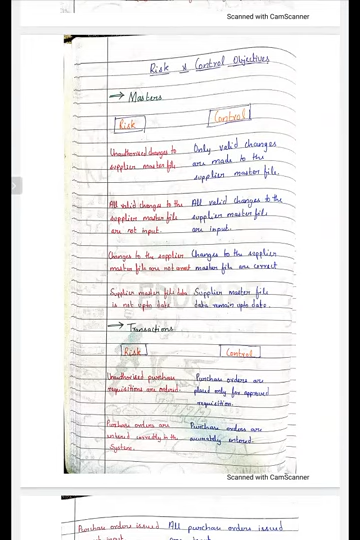 Scanned with CamScanner
Risk & Control Objectives
→ Masters
Risk Control
Unauthorised changes to Only valid changes
supplier master file. are made to the
supplier master file.
All valid changes to the All valid changes to the
supplier master file supplier master file
are not input. are input.
Changes to the supplier Changes to the supplier
master file are not correct master file are correct
Supplier master file data Supplier master file
is not upto date data remain upto date.
→ Transactions
Risk Control
Unauthorised purchase Purchase orders are
requisitions are ordered. placed only for approved
requisition.
Purchase orders are Purchase orders are
entered correctly in the accurately entered.
System.
Scanned with CamScanner
Purchase orders issued All purchase orders issued